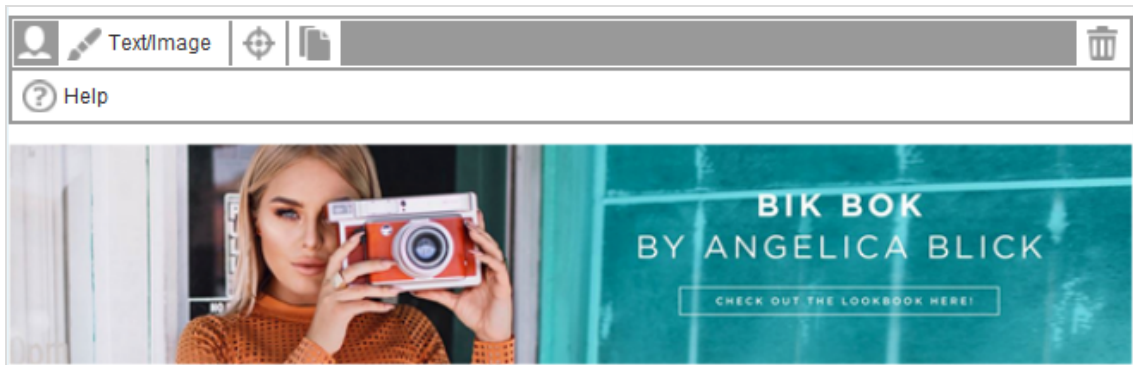 Text/Image
Help
BIK BOK
BY ANGELICA BLICK
CHECK OUT THE LOOKBOOK HERE!